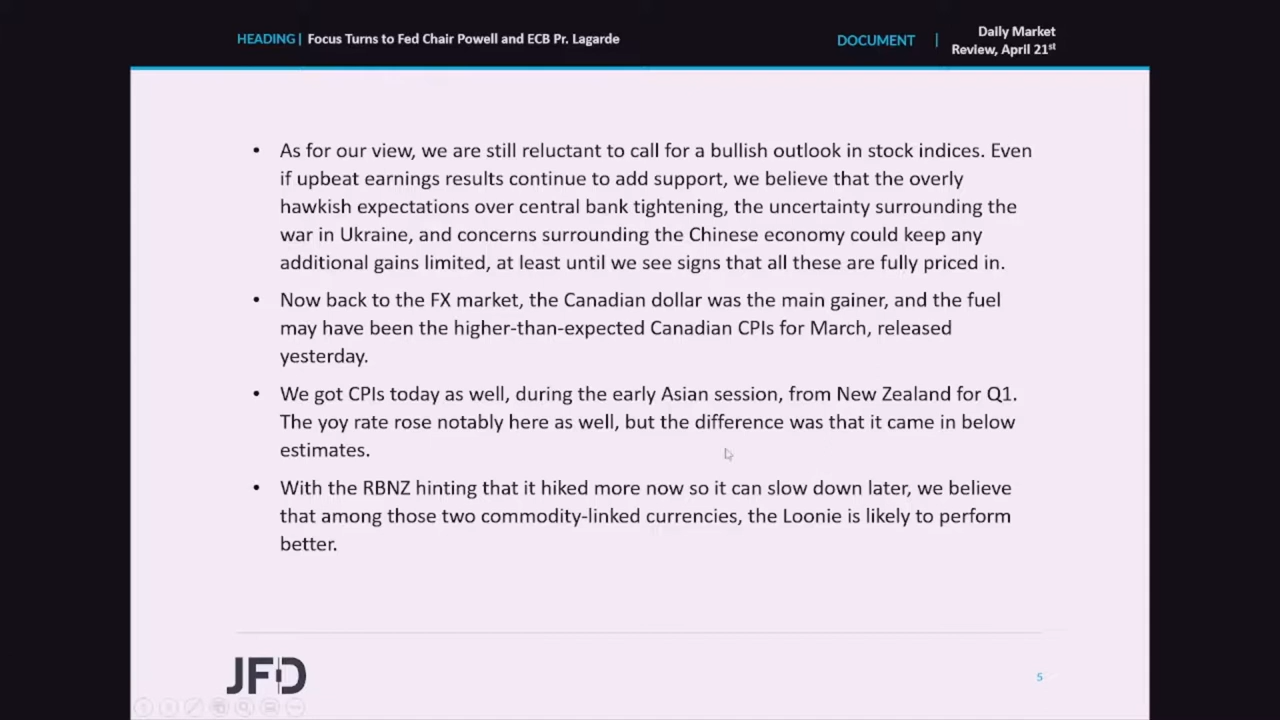 HEADING| Focus Turns to Fed Chair Powell and ECB Pr. Lagarde
DOCUMENT |
Daily Market
Review, April 21st
• As for our view, we are still reluctant to call for a bullish outlook in stock indices. Even
if upbeat earnings results continue to add support, we believe that the overly
hawkish expectations over central bank tightening, the uncertainty surrounding the
war in Ukraine, and concerns surrounding the Chinese economy could keep any
additional gains limited, at least until we see signs that all these are fully priced in.
• Now back to the FX market, the Canadian dollar was the main gainer, and the fuel
may have been the higher-than-expected Canadian CPIs for March, released
yesterday.
• We got CPIs today as well, during the early Asian session, from New Zealand for Q1.
The yoy rate rose notably here as well, but the difference was that it came in below
estimates.
• With the RBNZ hinting that it hiked more now so it can slow down later, we believe
that among those two commodity-linked currencies, the Loonie is likely to perform
better.
JFD
5